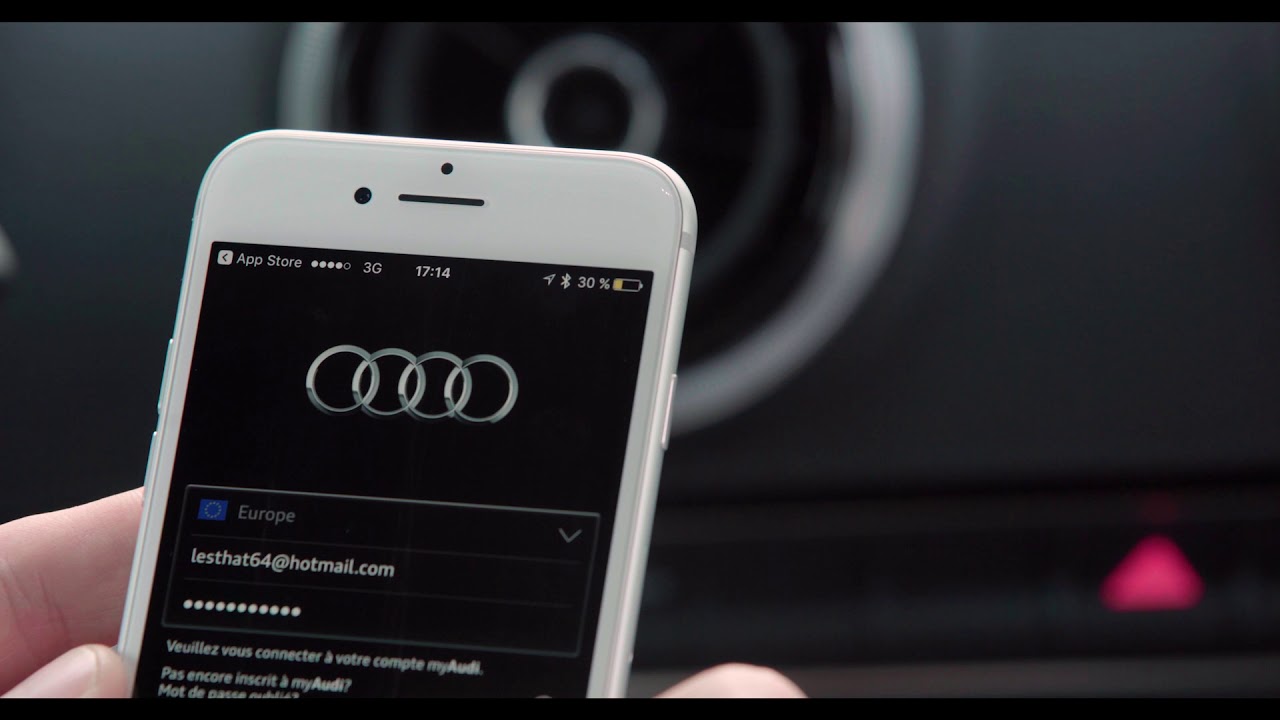 App Store 3G 17:14 30 %
Europe
lesthat64@hotmail.com
•••••••••••
Veuillez vous connecter à votre compte myAudi.
Pas encore inscrit à myAudi?
Mot de passe oublié?